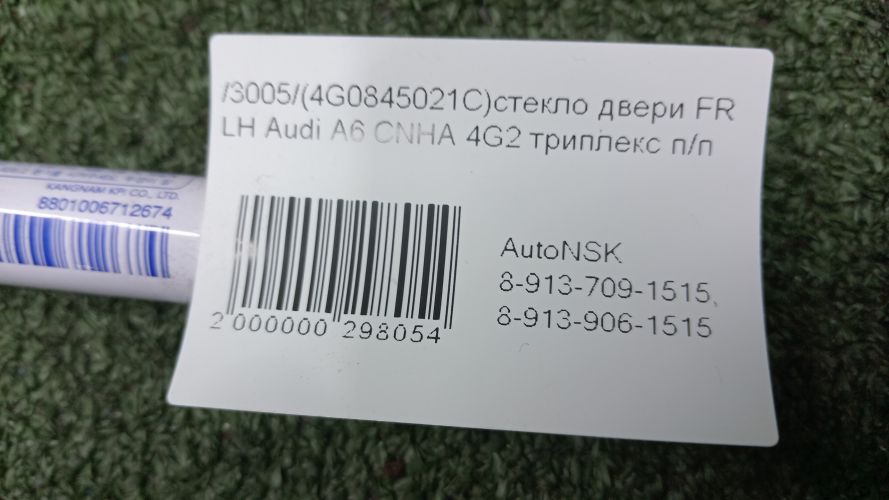 /3005/(4G0845021C)стекло двери FR
LH Audi A6 CNHA 4G2 триплекс п/п
AutoNSK
8-913-709-1515,
8-913-906-1515
2 000000 298054
KANGNAM KPI CO., LTD.
8801006712674